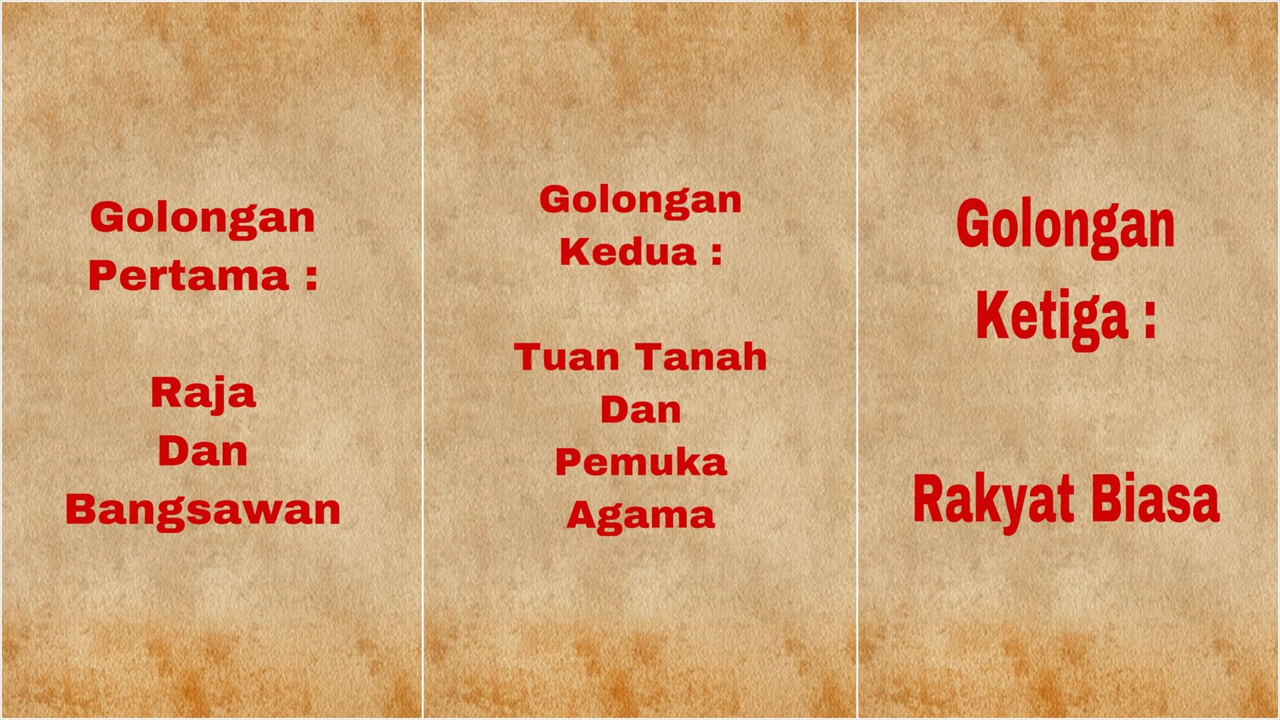 Golongan
Pertama :
Raja
Dan
Bangsawan
Golongan
Kedua :
Tuan Tanah
Dan
Pemuka
Agama
Golongan
Ketiga :
Rakyat Biasa